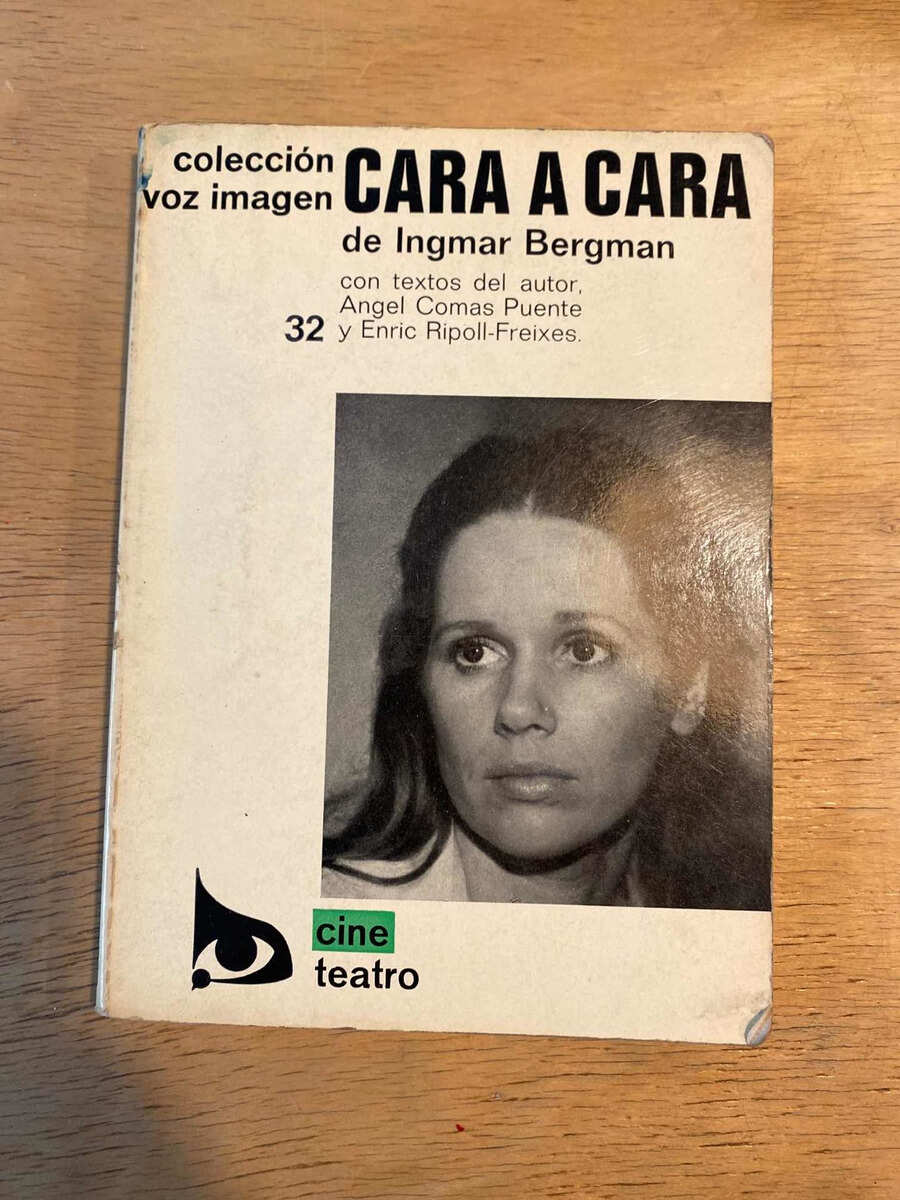 colección
voz imagen
CARA A CARA
de Ingmar Bergman
con textos del autor,
Angel Comas Puente
32 y Enric Ripoll-Freixes.
cine
teatro